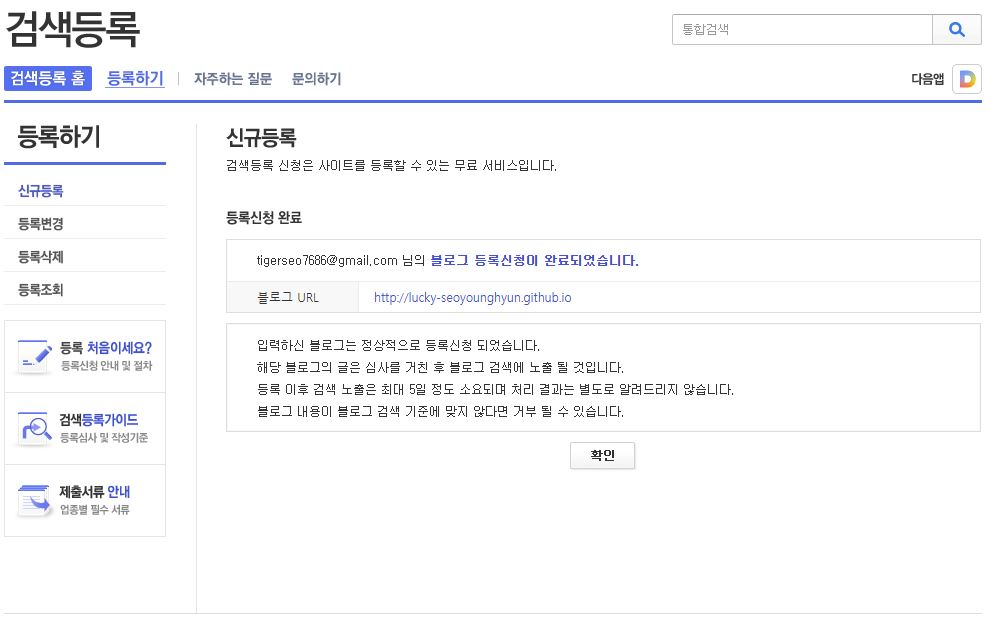 검색등록
통합검색
검색등록 홈 등록하기 자주하는 질문 문의하기
다음앱 D
등록하기
신규등록
등록변경
등록삭제
등록조회
등록 처음이세요?
등록신청 안내 및 절차
검색등록가이드
등록심사 및 작성기준
제출서류 안내
업종별 필수 서류
신규등록
검색등록 신청은 사이트를 등록할 수 있는 무료 서비스입니다.
등록신청 완료
tigerseo7686@gmail.com 님의 블로그 등록신청이 완료되었습니다.
블로그 URL http://lucky-seoyounghyun.github.io
입력하신 블로그는 정상적으로 등록신청 되었습니다.
해당 블로그의 글은 심사를 거친 후 블로그 검색에 노출 될 것입니다.
등록 이후 검색 노출은 최대 5일 정도 소요되며 처리 결과는 별도로 알려드리지 않습니다.
블로그 내용이 블로그 검색 기준에 맞지 않다면 거부 될 수 있습니다.
확인